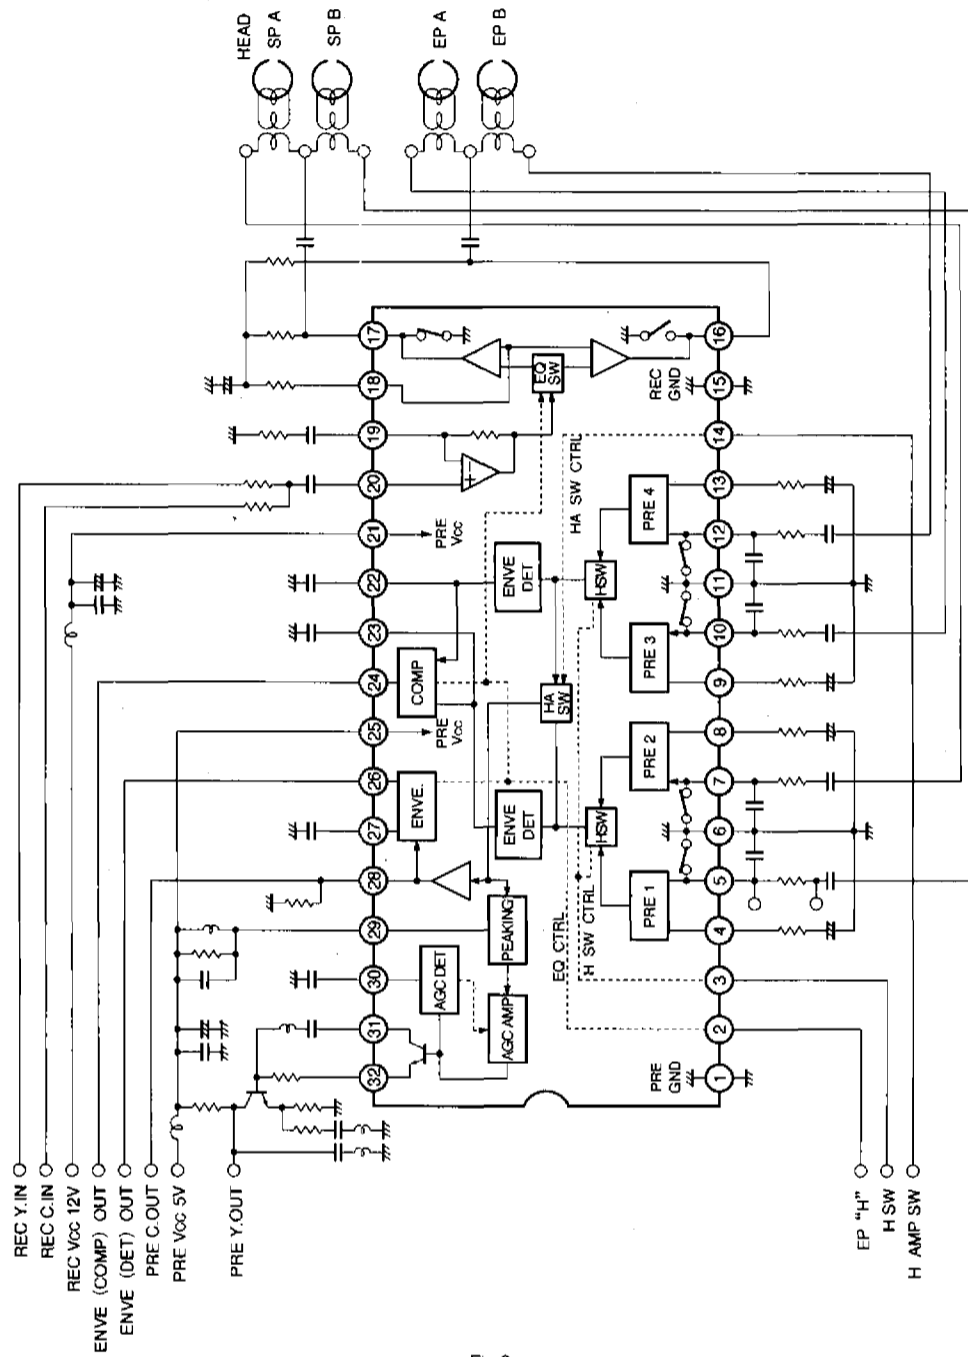 HEAD
SP A
SP B
EP A
EP B
REC Y.IN
REC C.IN
REC Vcc 12V
ENVE (COMP) OUT
ENVE (DET) OUT
PRE C.OUT
PRE Vcc 5V
PRE Y.OUT
32
31
30
29
28
27
26
25
24
23
22
21
20
19
18
17
AGC DET
ENVE.
PRE Vcc
COMP
PRE Vcc
AGC AMP
PEAKING
ENVE DET
HA SW
ENVE DET
EQ SW
EQ CTRL
H SW CTRL
HSW
HSW
HA SW CTRL
PRE GND
PRE 1
PRE 2
PRE 3
PRE 4
REC GND
1
2
3
4
5
6
7
8
9
10
11
12
13
14
15
16
EP "H"
H SW
H AMP SW